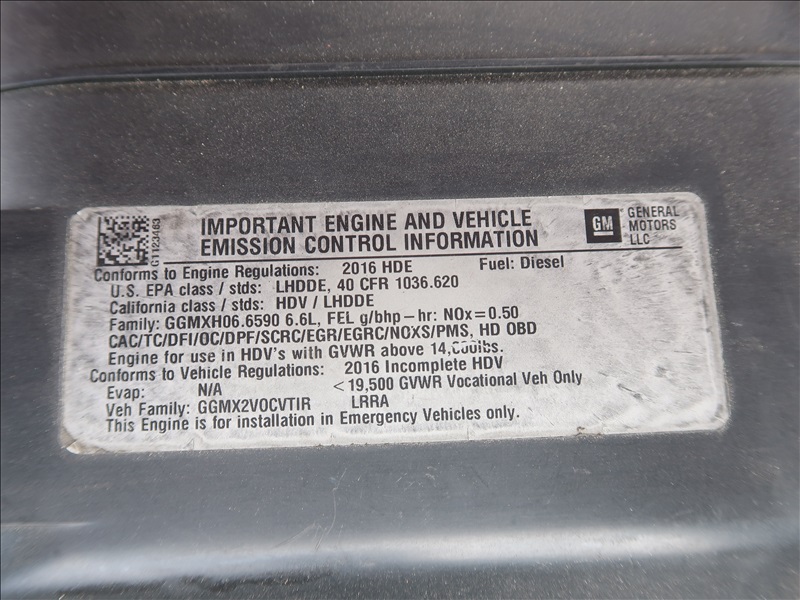 IMPORTANT ENGINE AND VEHICLE
EMISSION CONTROL INFORMATION
GM
GENERAL
MOTORS
LLC
G11123483
Conforms to Engine Regulations: 2016 HDE Fuel: Diesel
U.S. EPA class / stds: LHDDE, 40 CFR 1036.620
California class / stds: HDV / LHDDE
Family: GGMXH06.6590 6.6L, FEL g/bhp-hr: NOx=0.50
CAC/TC/DFI/OC/DPF/SCRC/EGR/EGRC/NOXS/PMS, HD OBD
Engine for use in HDV's with GVWR above 14,000lbs.
Conforms to Vehicle Regulations: 2016 Incomplete HDV
Evap: N/A <19,500 GVWR Vocational Veh Only
Veh Family: GGMX2VOCVTIR LRRA
This Engine is for installation in Emergency Vehicles only.